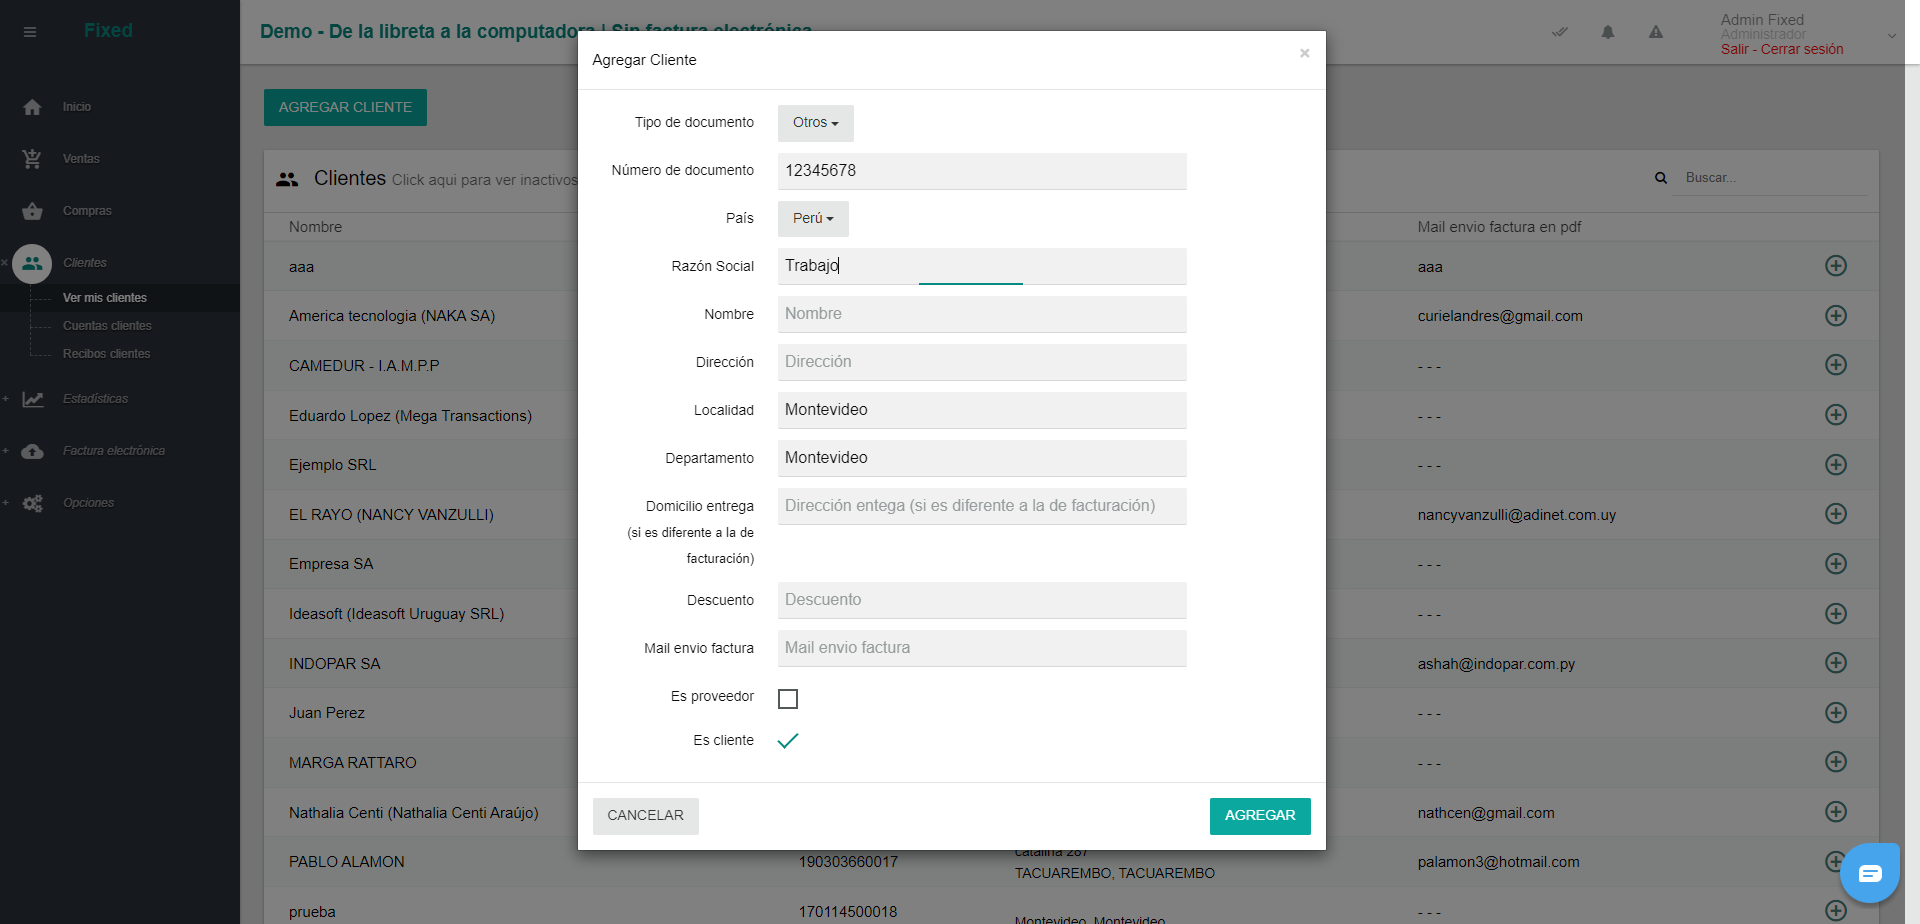 Fixed
Demo - De la libreta a la computadora | Sin factura electrónica
Admin Fixed
Administrador
Salir - Cerrar sesión
Inicio
Ventas
Compras
Clientes
Ver mis clientes
Cuentas clientes
Recibos clientes
Estadísticas
Factura electrónica
Opciones
AGREGAR CLIENTE
Clientes Click aqui para ver inactivos
Buscar...
Nombre
Mail envio factura en pdf
aaa
aaa
America tecnologia (NAKA SA)
curielandres@gmail.com
CAMEDUR - I.A.M.P.P
- - -
Eduardo Lopez (Mega Transactions)
- - -
Ejemplo SRL
- - -
EL RAYO (NANCY VANZULLI)
nancyvanzulli@adinet.com.uy
Empresa SA
- - -
Ideasoft (Ideasoft Uruguay SRL)
- - -
INDOPAR SA
ashah@indopar.com.py
Juan Perez
- - -
MARGA RATTARO
- - -
Nathalia Centi (Nathalia Centi Araújo)
nathcen@gmail.com
PABLO ALAMON
190303660017
catalina 287
TACUAREMBO, TACUAREMBO
palamon3@hotmail.com
prueba
170114500018
Montevideo, Montevideo
- - -
Agregar Cliente
×
Tipo de documento
Otros
Número de documento
12345678
País
Perú
Razón Social
Trabajo
Nombre
Nombre
Dirección
Dirección
Localidad
Montevideo
Departamento
Montevideo
Domicilio entrega
(si es diferente a la de
facturación)
Dirección entega (si es diferente a la de facturación)
Descuento
Descuento
Mail envio factura
Mail envio factura
Es proveedor
Es cliente
CANCELAR
AGREGAR